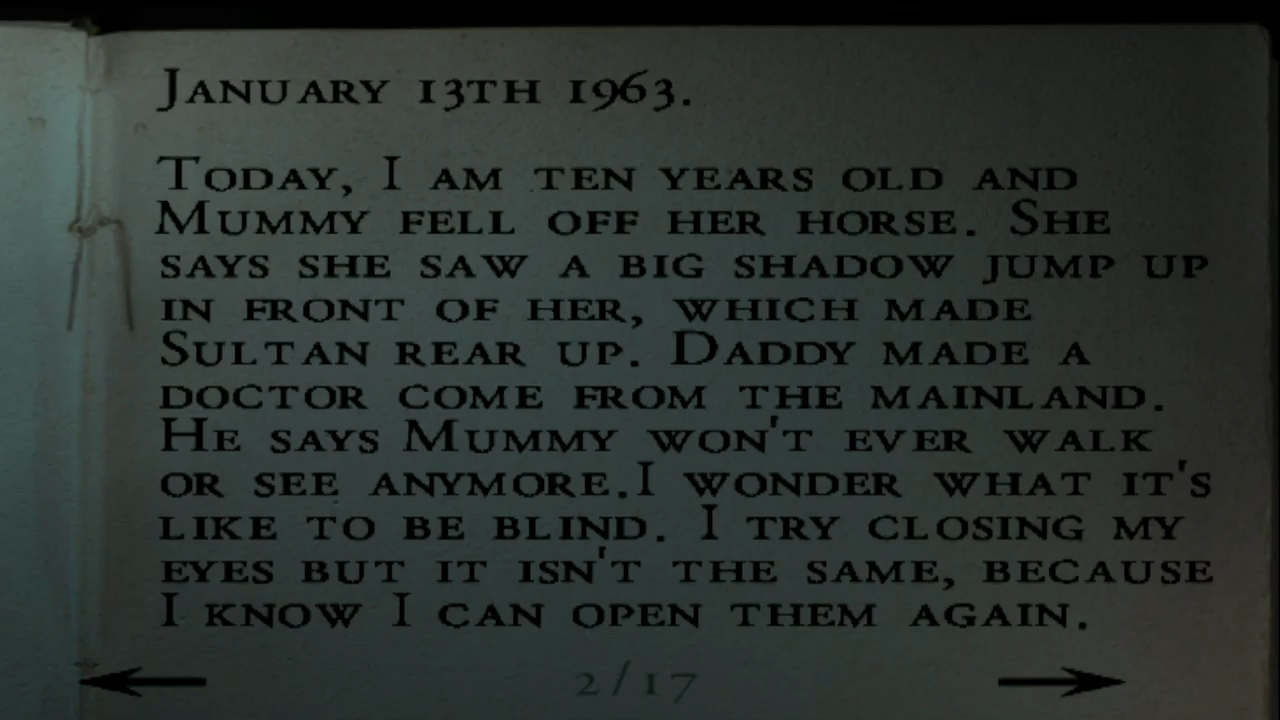 January 13th 1963.
Today, I am ten years old and
Mummy fell off her horse. She
says she saw a big shadow jump up
in front of her, which made
Sultan rear up. Daddy made a
doctor come from the mainland.
He says Mummy won't ever walk
or see anymore.I wonder what it's
like to be blind. I try closing my
eyes but it isn't the same, because
I know I can open them again.
2/17